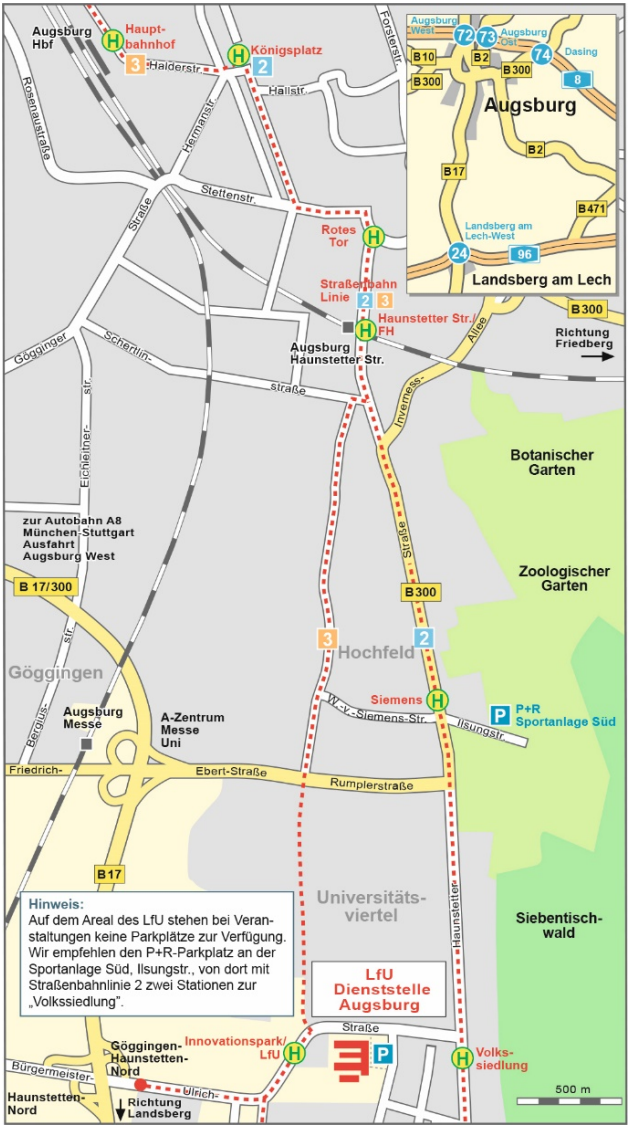 Augsburg
Hbf
Haupt-
bahnhof
3
Halderstr.
Königsplatz
2
Hallstr.
Forsterstr.
Rosenaustraße
Hermanstr.
Stettenstr.
Straße
Gögginger
Rotes
Tor
Straßenbahn
Linie 2 3
Haunstetter Str./
FH
Augsburg
Haunstetter Str.
Schertlin-
straße
Inverness-
Allee
B 300
Richtung
Friedberg
Augsburg
West
72
73
Augsburg
Ost
74
Dasing
B10
B2
B300
B300
8
Augsburg
B2
B17
B471
Landsberg am
Lech-West
24
96
Landsberg am Lech
Eichleitner-
str.
Botanischer
Garten
zur Autobahn A8
München-Stuttgart
Ausfahrt
Augsburg West
B 17/300
Straße
B300
Zoologischer
Garten
3
Hochfeld
2
Göggingen
Bergius-
str.
Siemens
W.-v.-Siemens-Str.
Ilsungstr.
P
P+R
Sportanlage Süd
Augsburg
Messe
A-Zentrum
Messe
Uni
Friedrich-
Ebert-Straße
Rumplerstraße
B17
Haunstetter
Universitäts-
viertel
Siebentisch-
wald
Hinweis:
Auf dem Areal des LfU stehen bei Veran-
staltungen keine Parkplätze zur Verfügung.
Wir empfehlen den P+R-Parkplatz an der
Sportanlage Süd, Ilsungstr., von dort mit
Straßenbahnlinie 2 zwei Stationen zur
„Volkssiedlung“.
LfU
Dienststelle
Augsburg
Straße
Innovationspark/
LfU
P
Volks-
siedlung
Göggingen-
Haunstetten-
Nord
Bürgermeister-
Ulrich-
Haunstetten-
Nord
Richtung
Landsberg
500 m
H
H
H
H
H
H
H